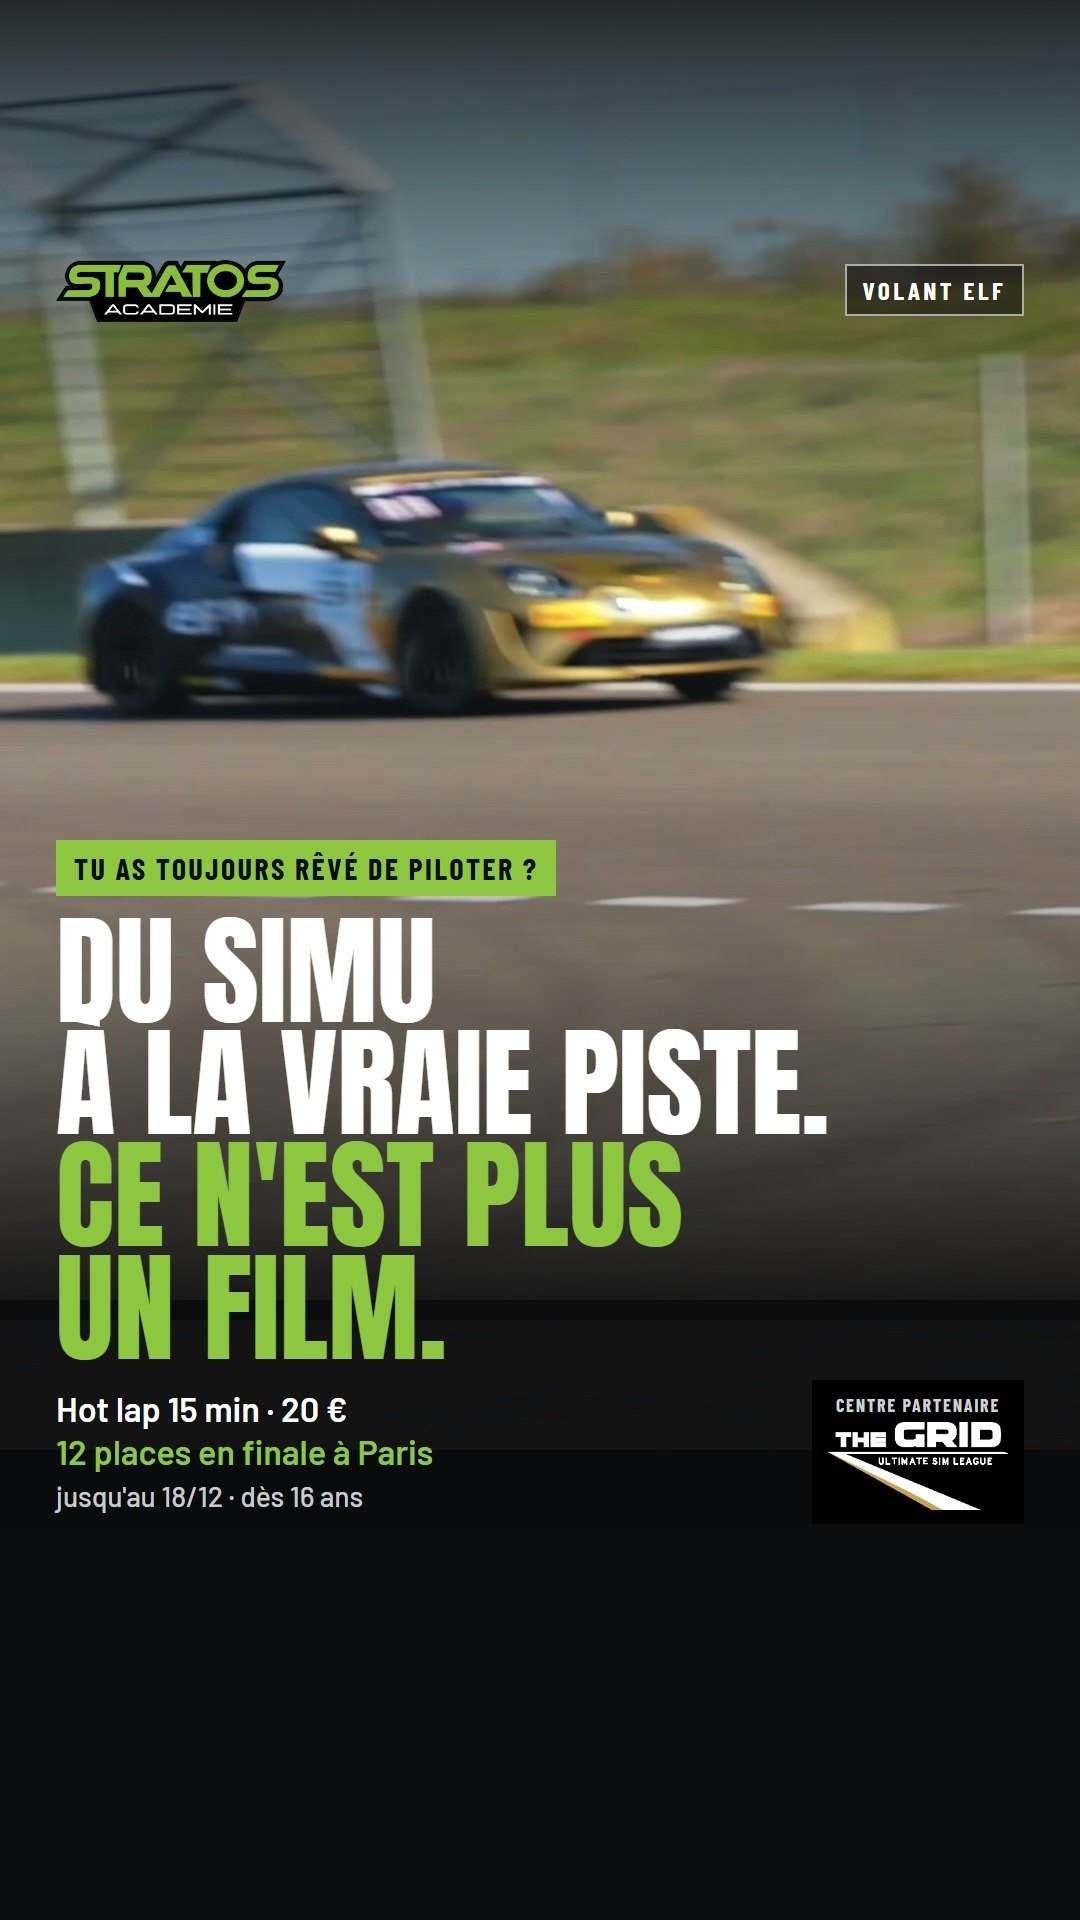 STRATOS
ACADEMIE
VOLANT ELF
TU AS TOUJOURS RÊVÉ DE PILOTER ?
DU SIMU
À LA VRAIE PISTE.
CE N'EST PLUS
UN FILM.
Hot lap 15 min · 20 €
12 places en finale à Paris
jusqu'au 18/12 · dès 16 ans
CENTRE PARTENAIRE
THE GRID
ULTIMATE SIM LEAGUE